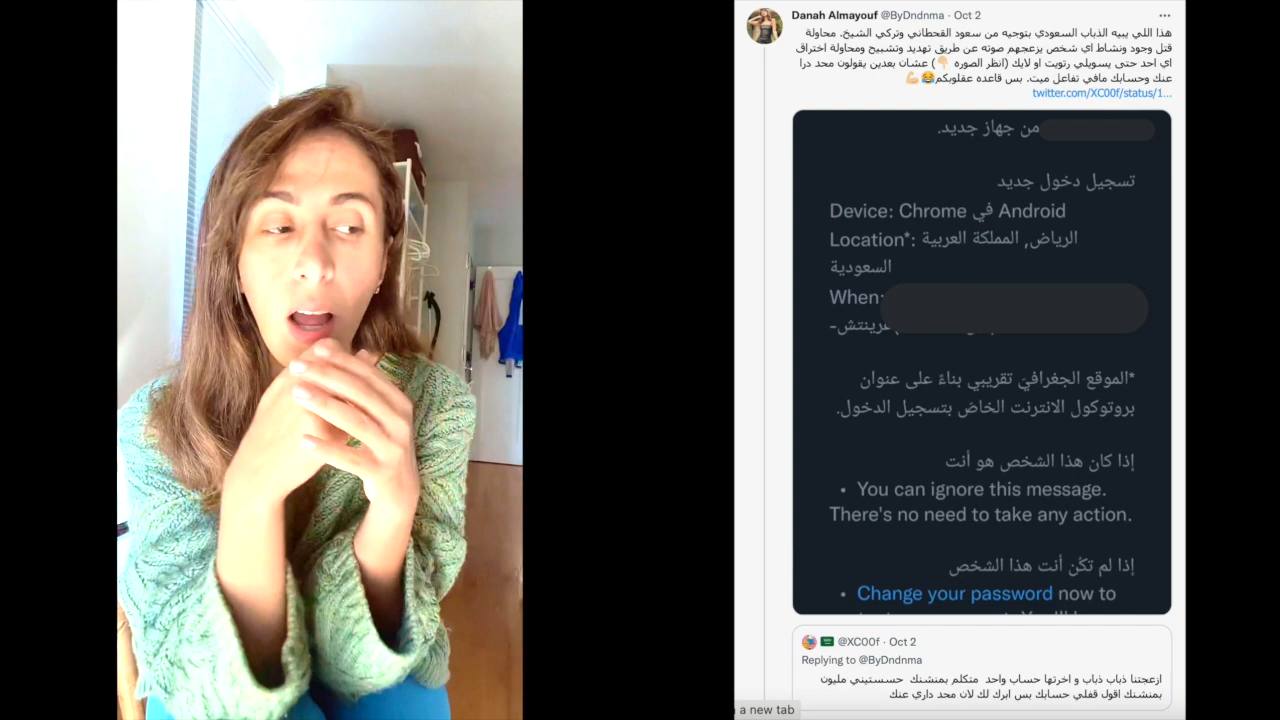 Danah Almayouf @ByDndnma · Oct 2
هذا اللي يبيه الذباب السعودي بتوجيه من سعود القحطاني وتركي الشيخ. محاولة
قتل وجود ونشاط اي شخص يزعجهم صوته عن طريق تهديد وتشبيح ومحاولة اختراق
اي احد حتى يسويلي رتويت او لايك (انظر الصوره 👇🏼) عشان بعدين يقولون محد درا
عنك وحسابك مافي تفاعل ميت. بس قاعده عقلوبكم😂💪🏼
twitter.com/XC00f/status/1...
من جهاز جديد.
تسجيل دخول جديد
Device: Chrome في Android
Location*: الرياض, المملكة العربية
السعودية
When:
غرينتش-
*الموقع الجغرافيّ تقريبي بناءً على عنوان
بروتوكول الانترنت الخاصّ بتسجيل الدخول.
إذا كان هذا الشخص هو أنت
• You can ignore this message.
There's no need to take any action.
إذا لم تكُن أنت هذا الشخص
• Change your password now to
@XC00f · Oct 2
Replying to @ByDndnma
ازعجتنا ذباب ذباب و اخرتها حساب واحد متكلم بمنشنك حسستيني مليون
بمنشنك اقول قفلي حسابك بس ابرك لك لان محد داري عنك
a new tab